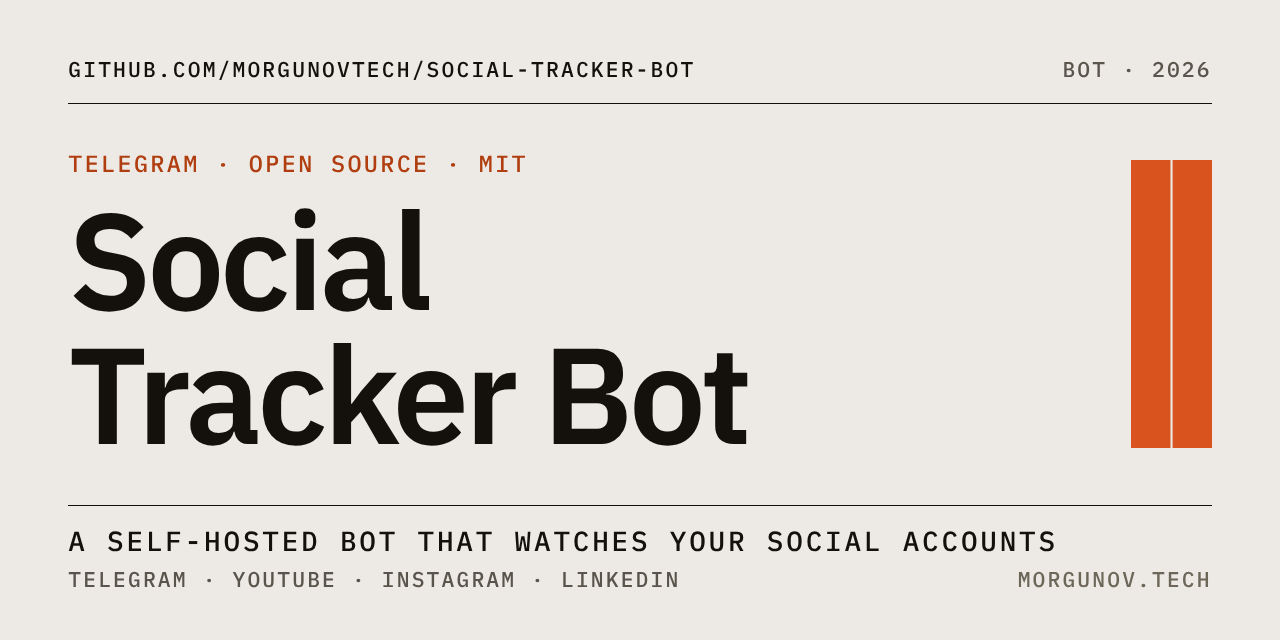 GITHUB.COM/MORGUNOVTECH/SOCIAL-TRACKER-BOT
BOT · 2026
TELEGRAM · OPEN SOURCE · MIT
Social
Tracker Bot
A SELF-HOSTED BOT THAT WATCHES YOUR SOCIAL ACCOUNTS
TELEGRAM · YOUTUBE · INSTAGRAM · LINKEDIN
MORGUNOV.TECH